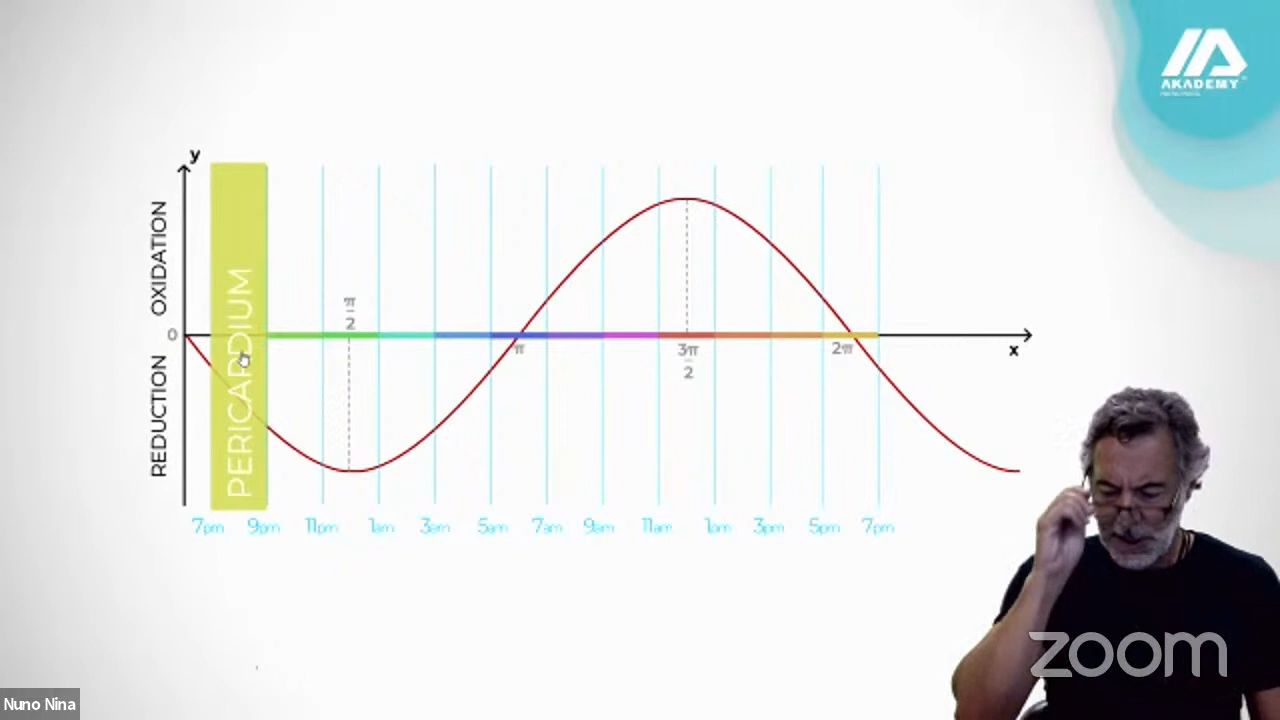 AKADEMY
y
OXIDATION
REDUCTION
0
PERICARDIUM
π
2
π
3π
2
2π
x
7pm 9pm 11pm 1am 3am 5am 7am 9am 11am 1pm 3pm 5pm 7pm
zoom
Nuno Nina